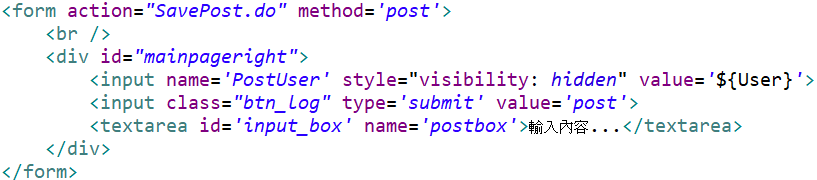 <form action="SavePost.do" method='post'>
<br />
<div id="mainpageright">
<input name='PostUser' style="visibility: hidden" value='${User}'>
<input class="btn_log" type='submit' value='post'>
<textarea id='input_box' name='postbox'>輸入內容...</textarea>
</div>
</form>